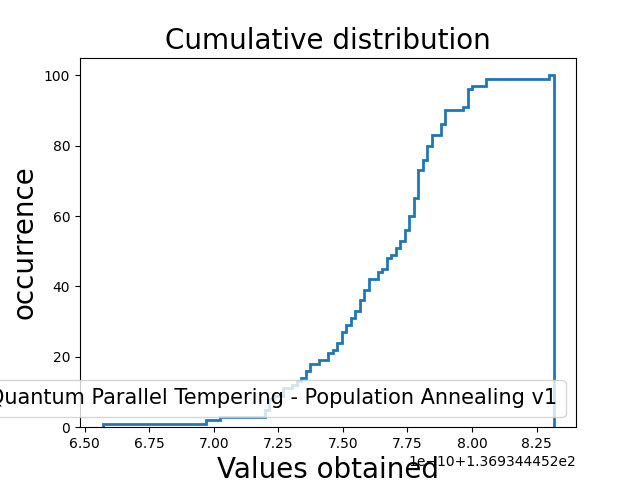 Cumulative distribution
100
80
60
40
20
0
occurrence
Quantum Parallel Tempering - Population Annealing v1
6.50 6.75 7.00 7.25 7.50 7.75 8.00 8.25
1e−10+1.369344452e2
Values obtained